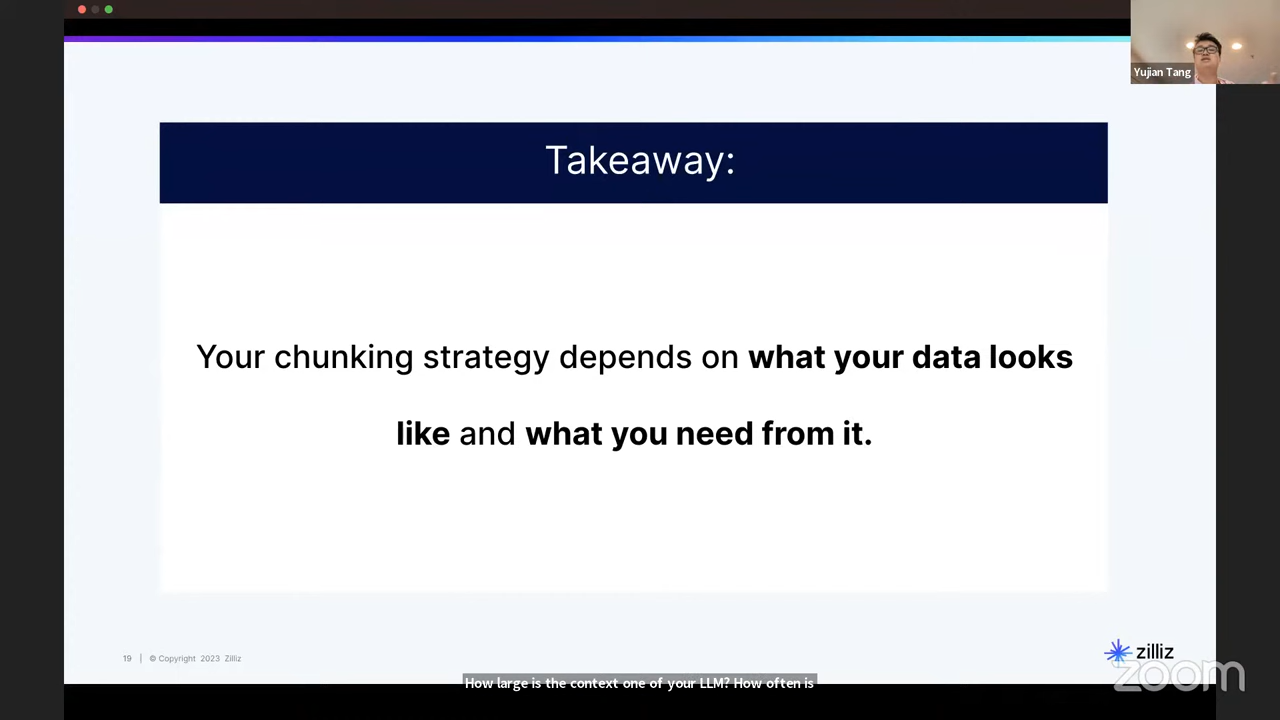 Yujian Tang
Takeaway:
Your chunking strategy depends on what your data looks
like and what you need from it.
19 | © Copyright 2023 Zilliz
zilliz
zoom
How large is the context one of your LLM? How often is